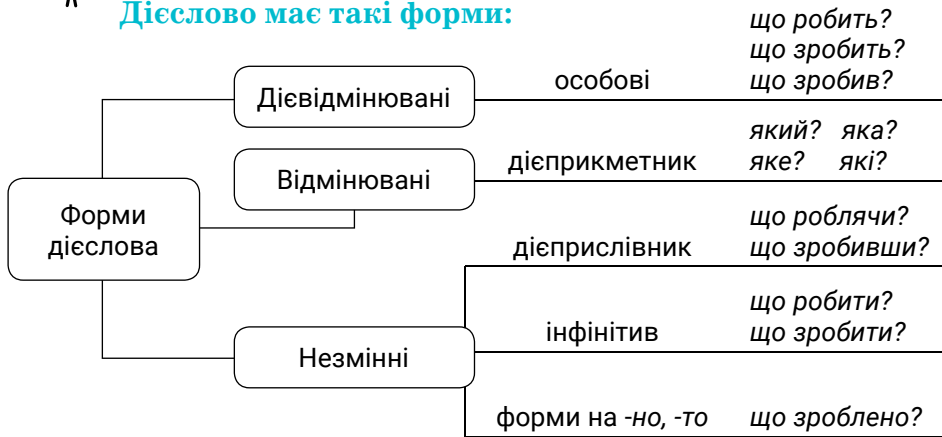 Дієслово має такі форми:
Дієвідмінювані
особові
що робить?
що зробить?
що зробив?
Відмінювані
дієприкметник
який? яка?
яке? які?
Форми
дієслова
дієприслівник
що роблячи?
що зробивши?
Незмінні
інфінітив
що робити?
що зробити?
форми на -но, -то
що зроблено?